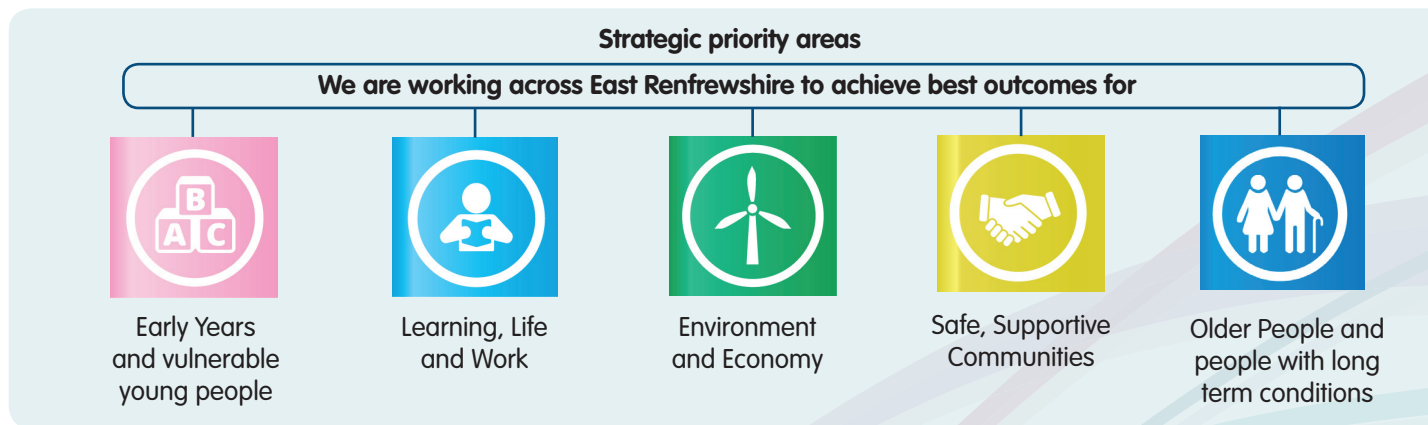 Strategic priority areas
We are working across East Renfrewshire to achieve best outcomes for
B
A C
Early Years
and vulnerable
young people
Learning, Life
and Work
Environment
and Economy
Safe, Supportive
Communities
Older People and
people with long
term conditions